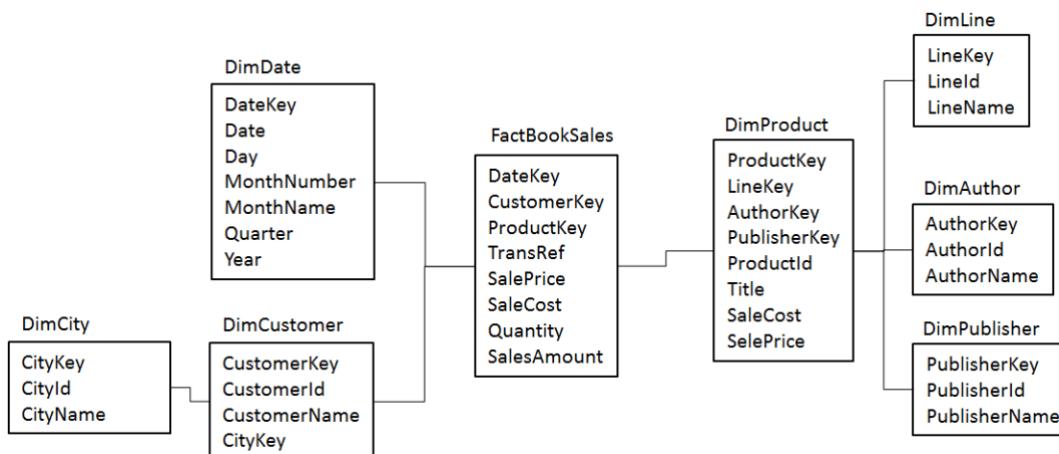 DimLine
LineKey
LineId
LineName
DimDate
DateKey
Date
Day
MonthNumber
MonthName
Quarter
Year
FactBookSales
DateKey
CustomerKey
ProductKey
TransRef
SalePrice
SaleCost
Quantity
SalesAmount
DimProduct
ProductKey
LineKey
AuthorKey
PublisherKey
ProductId
Title
SaleCost
SelePrice
DimAuthor
AuthorKey
AuthorId
AuthorName
DimCity
CityKey
CityId
CityName
DimCustomer
CustomerKey
CustomerId
CustomerName
CityKey
DimPublisher
PublisherKey
PublisherId
PublisherName